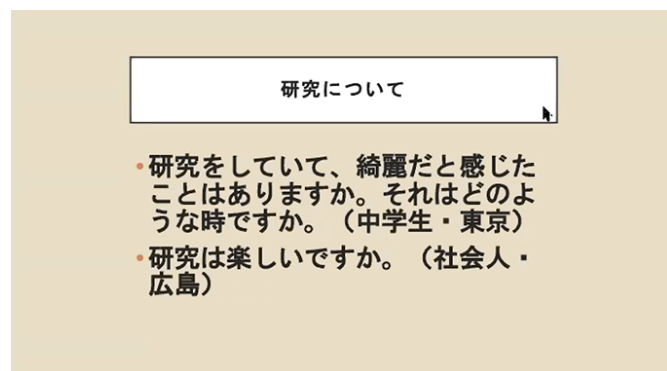 研究について
•研究をしていて、綺麗だと感じた
ことはありますか。それはどのよ
うな時ですか。（中学生・東京）
•研究は楽しいですか。（社会人・
広島）